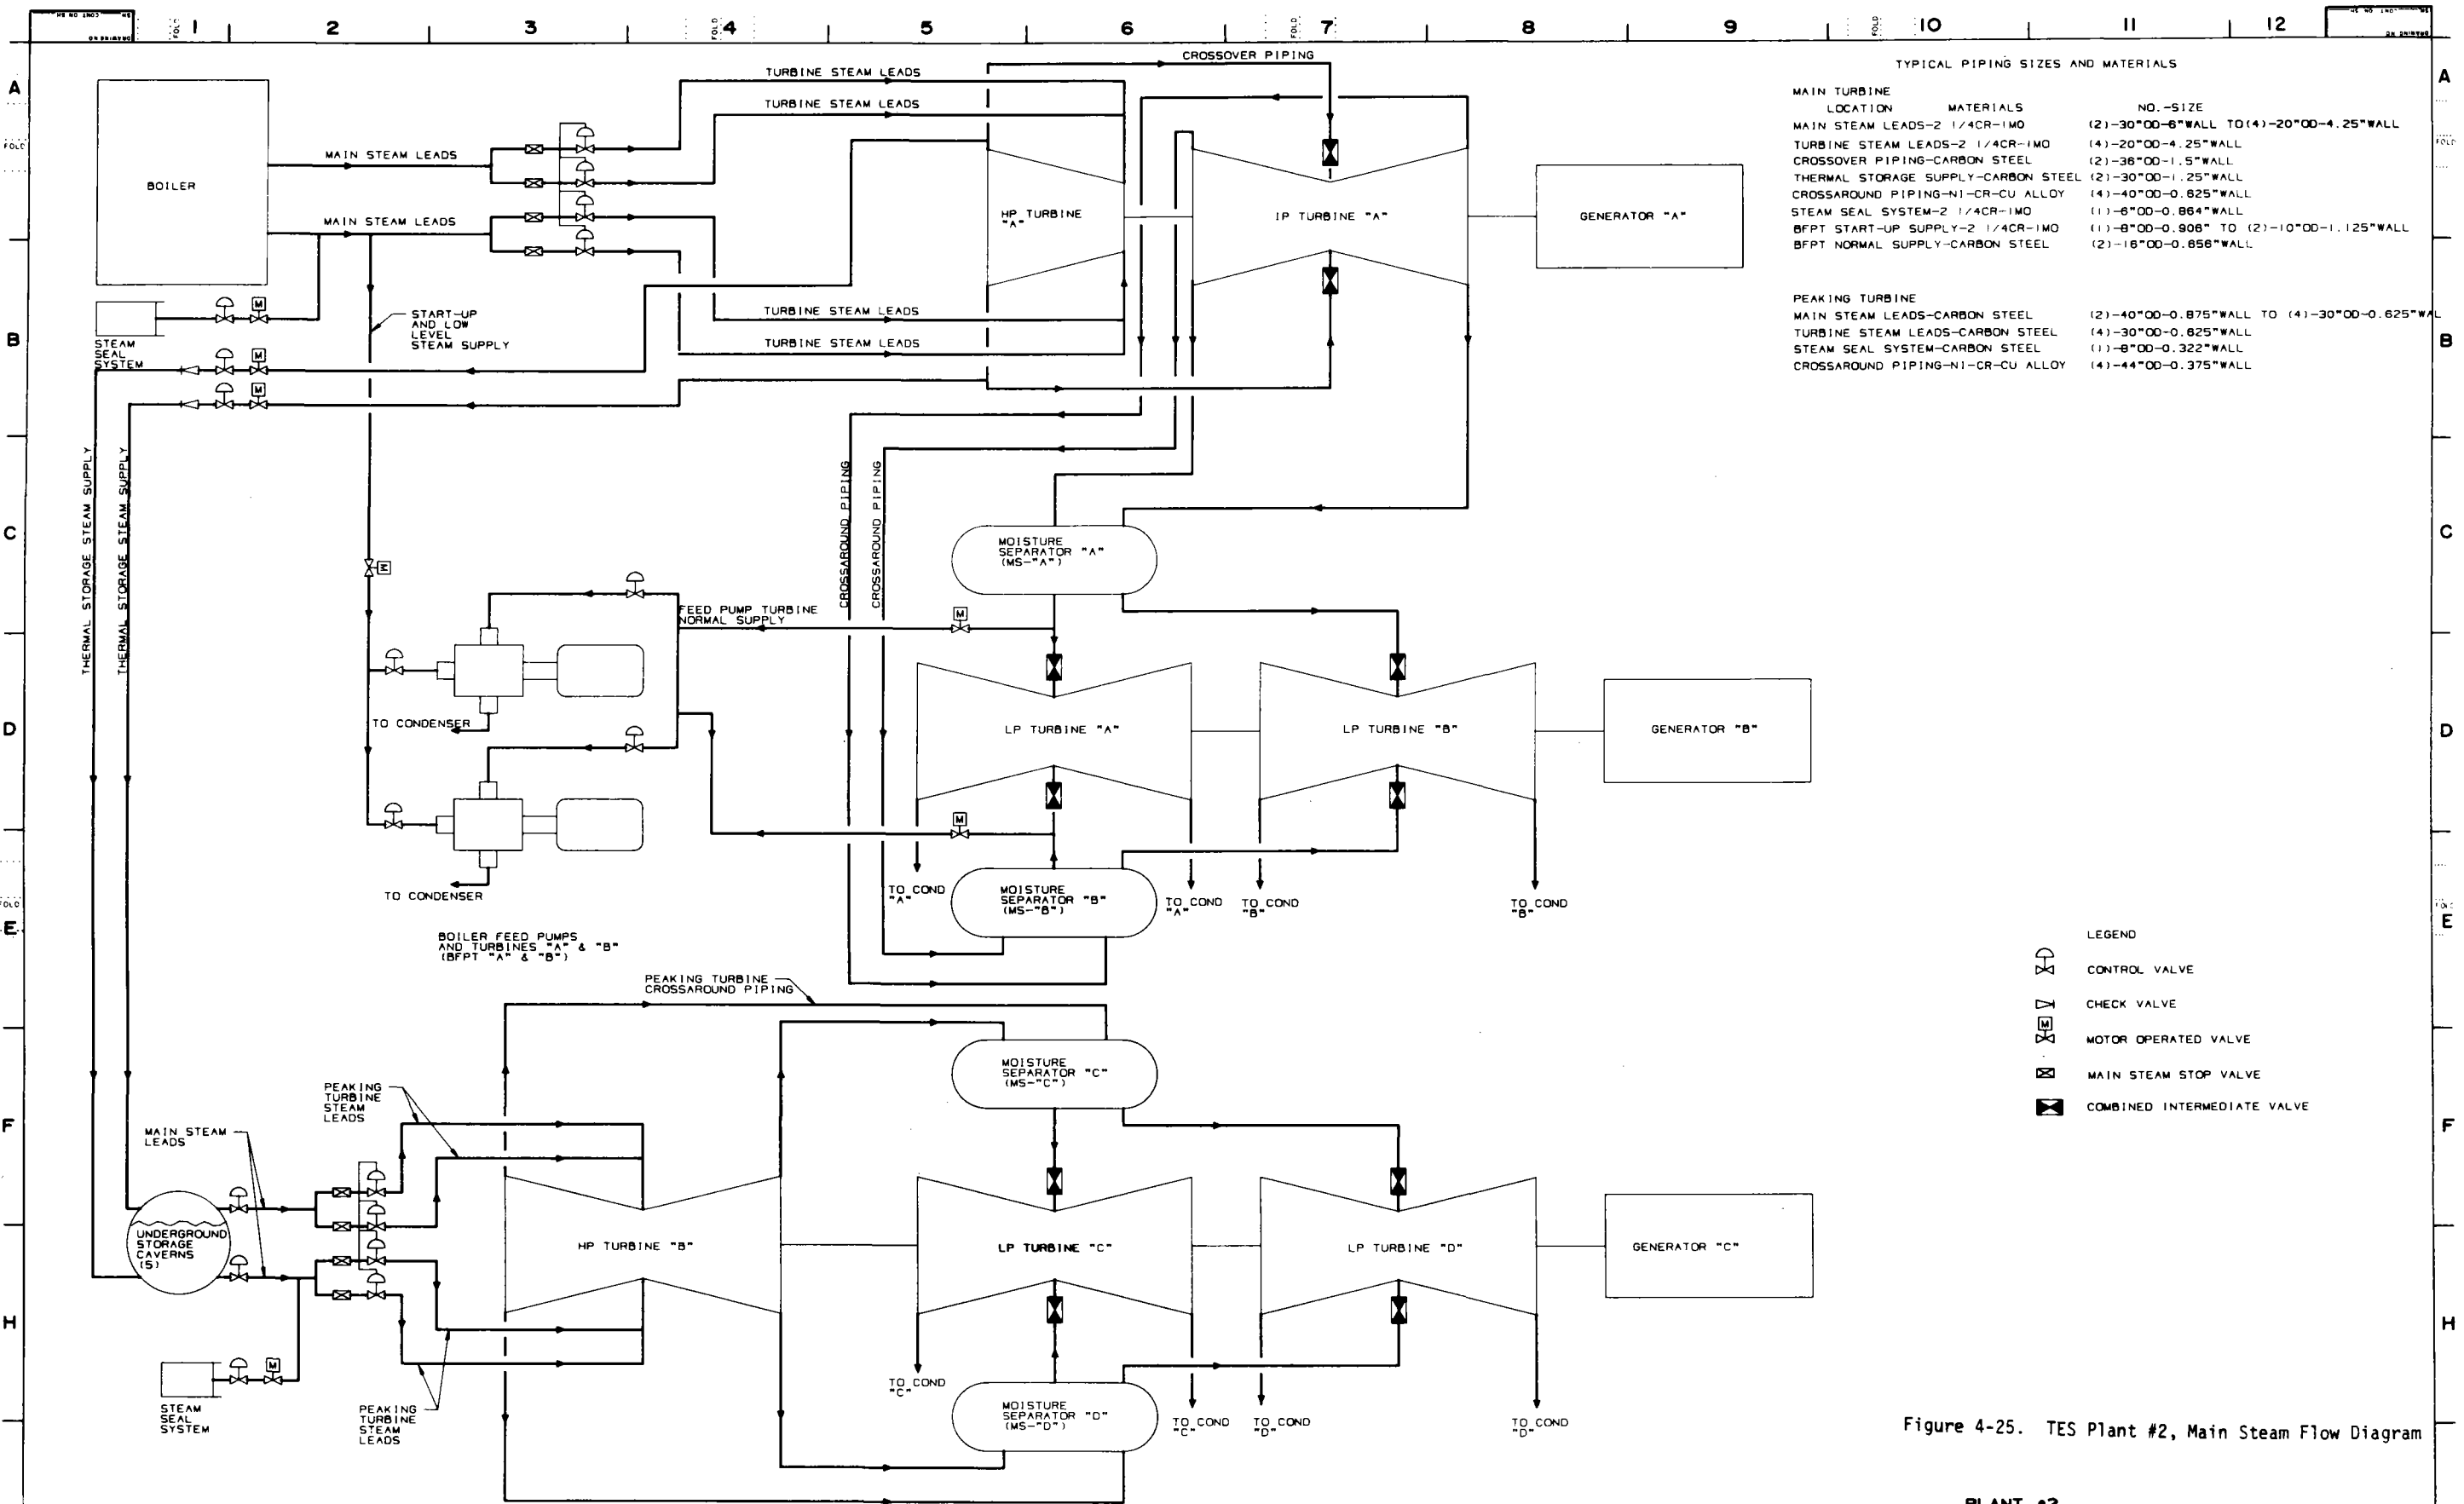 1 2 3 4 5 6 7 8 9 10 11 12
FOLD FOLD FOLD FOLD
DRAWING NO
DRAWING NO
A
B
C
D
E
F
H
A
B
C
D
E
F
H
BOILER
MAIN STEAM LEADS
MAIN STEAM LEADS
TURBINE STEAM LEADS
TURBINE STEAM LEADS
TURBINE STEAM LEADS
TURBINE STEAM LEADS
CROSSOVER PIPING
HP TURBINE
"A"
IP TURBINE "A"
GENERATOR "A"
STEAM
SEAL
SYSTEM
START-UP
AND LOW
LEVEL
STEAM SUPPLY
M
M
M
THERMAL STORAGE STEAM SUPPLY
THERMAL STORAGE STEAM SUPPLY
CROSSAROUND PIPING
CROSSAROUND PIPING
TYPICAL PIPING SIZES AND MATERIALS
MAIN TURBINE
LOCATION MATERIALS NO.-SIZE
MAIN STEAM LEADS-2 1/4CR-1MO (2)-30"OD-6"WALL TO(4)-20"OD-4.25"WALL
TURBINE STEAM LEADS-2 1/4CR-1MO (4)-20"OD-4.25"WALL
CROSSOVER PIPING-CARBON STEEL (2)-36"OD-1.5"WALL
THERMAL STORAGE SUPPLY-CARBON STEEL (2)-30"OD-1.25"WALL
CROSSAROUND PIPING-NI-CR-CU ALLOY (4)-40"OD-0.625"WALL
STEAM SEAL SYSTEM-2 1/4CR-1MO (1)-6"OD-0.864"WALL
BFPT START-UP SUPPLY-2 1/4CR-1MO (1)-8"OD-0.906" TO (2)-10"OD-1.125"WALL
BFPT NORMAL SUPPLY-CARBON STEEL (2)-16"OD-0.656"WALL
PEAKING TURBINE
MAIN STEAM LEADS-CARBON STEEL (2)-40"OD-0.875"WALL TO (4)-30"OD-0.625"WAL
TURBINE STEAM LEADS-CARBON STEEL (4)-30"OD-0.625"WALL
STEAM SEAL SYSTEM-CARBON STEEL (1)-8"OD-0.322"WALL
CROSSAROUND PIPING-NI-CR-CU ALLOY (4)-44"OD-0.375"WALL
MOISTURE
SEPARATOR "A"
(MS-"A")
M
M
FEED PUMP TURBINE
NORMAL SUPPLY
TO CONDENSER
LP TURBINE "A"
LP TURBINE "B"
GENERATOR "B"
M
TO CONDENSER
TO COND
"A"
MOISTURE
SEPARATOR "B"
(MS-"B")
TO COND
"A"
TO COND
"B"
TO COND
"B"
BOILER FEED PUMPS
AND TURBINES "A" & "B"
(BFPT "A" & "B")
LEGEND
CONTROL VALVE
CHECK VALVE
M
MOTOR OPERATED VALVE
MAIN STEAM STOP VALVE
COMBINED INTERMEDIATE VALVE
PEAKING TURBINE
CROSSAROUND PIPING
MOISTURE
SEPARATOR "C"
(MS-"C")
PEAKING
TURBINE
STEAM
LEADS
MAIN STEAM
LEADS
UNDERGROUND
STORAGE
CAVERNS
(5)
HP TURBINE "B"
LP TURBINE "C"
LP TURBINE "D"
GENERATOR "C"
M
STEAM
SEAL
SYSTEM
PEAKING
TURBINE
STEAM
LEADS
TO COND
"C"
MOISTURE
SEPARATOR "D"
(MS-"D")
TO COND
"C"
TO COND
"D"
TO COND
"D"
Figure 4-25. TES Plant #2, Main Steam Flow Diagram
PLANT #2